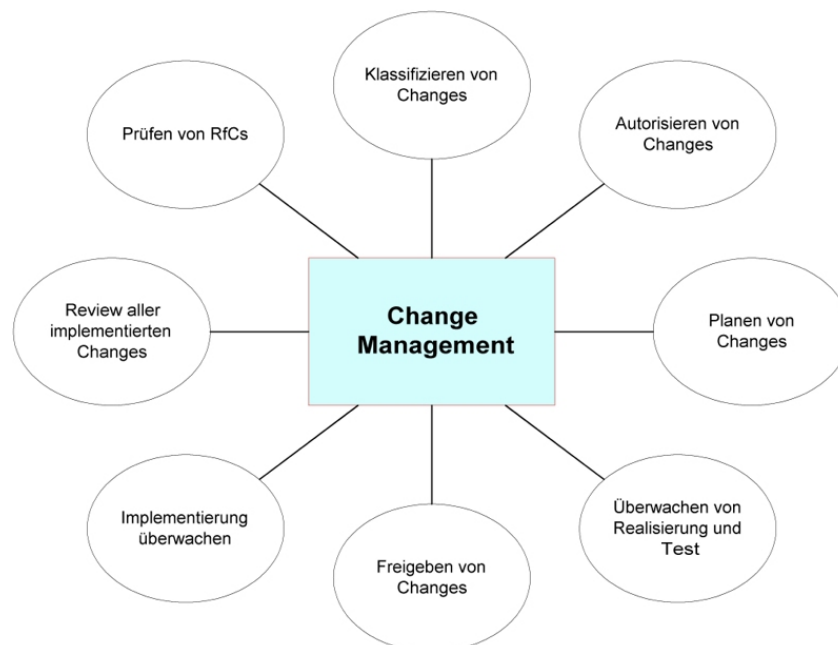 Klassifizieren von
Changes
Prüfen von RfCs
Autorisieren von
Changes
Review aller
implementierten
Changes
Change
Management
Planen von
Changes
Implementierung
überwachen
Freigeben von
Changes
Überwachen von
Realisierung und
Test